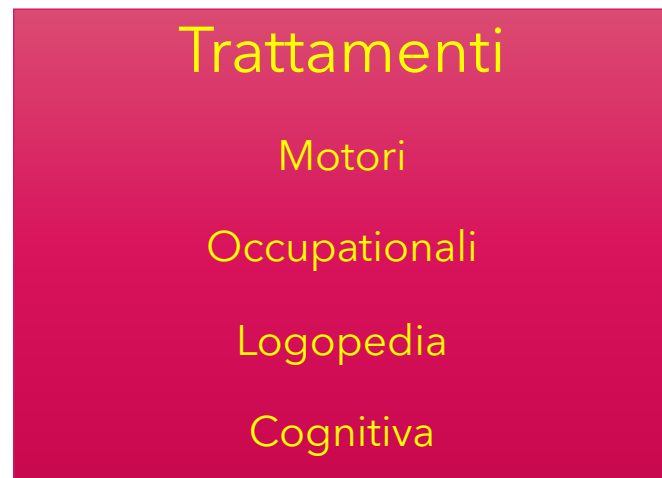 Trattamenti
Motori
Occupationali
Logopedia
Cognitiva